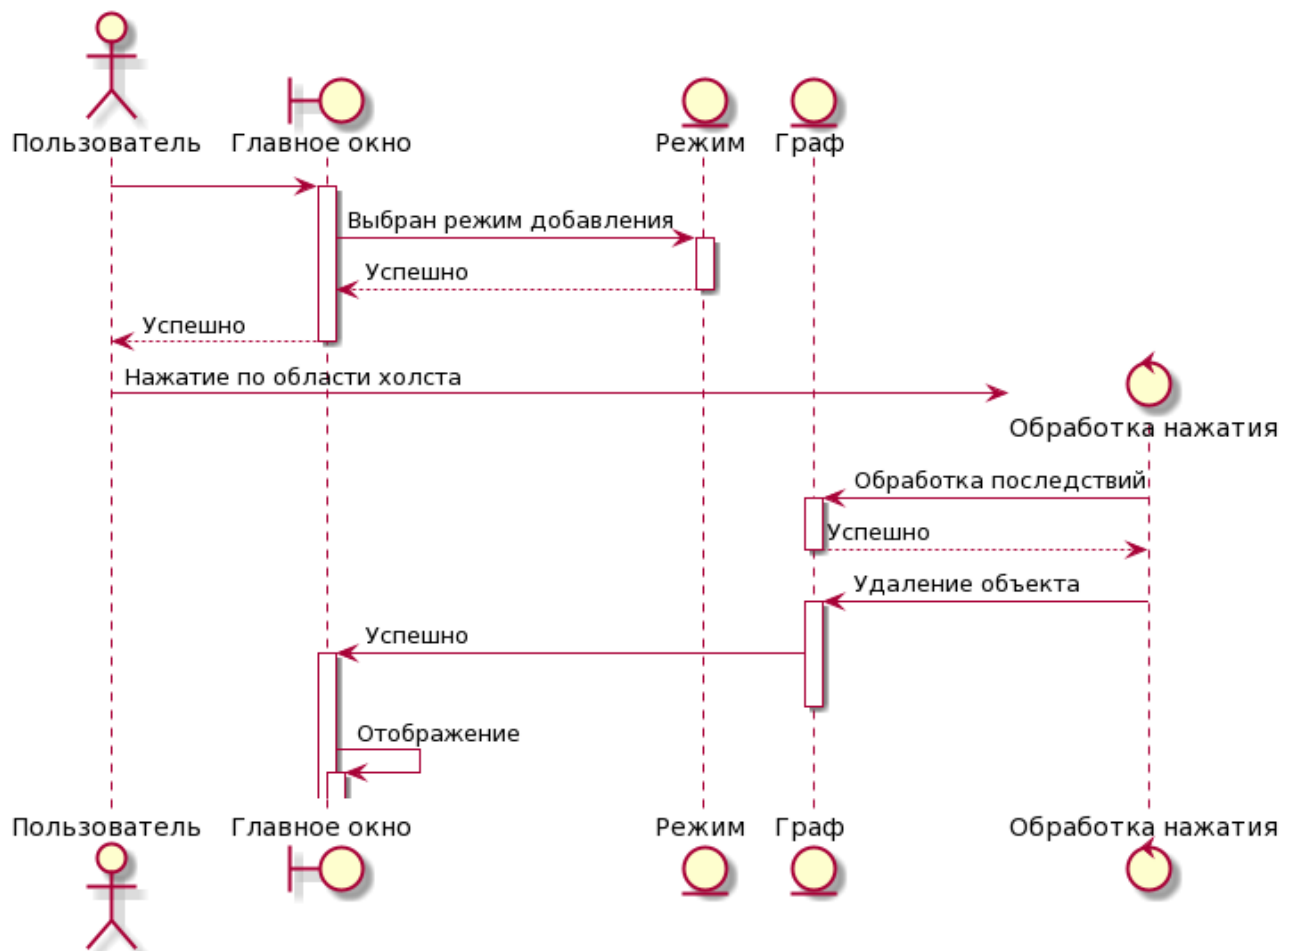 Пользователь
Главное окно
Режим
Граф
Выбран режим добавления
Успешно
Успешно
Нажатие по области холста
Обработка нажатия
Обработка последствий
Успешно
Удаление объекта
Успешно
Отображение
Пользователь
Главное окно
Режим
Граф
Обработка нажатия